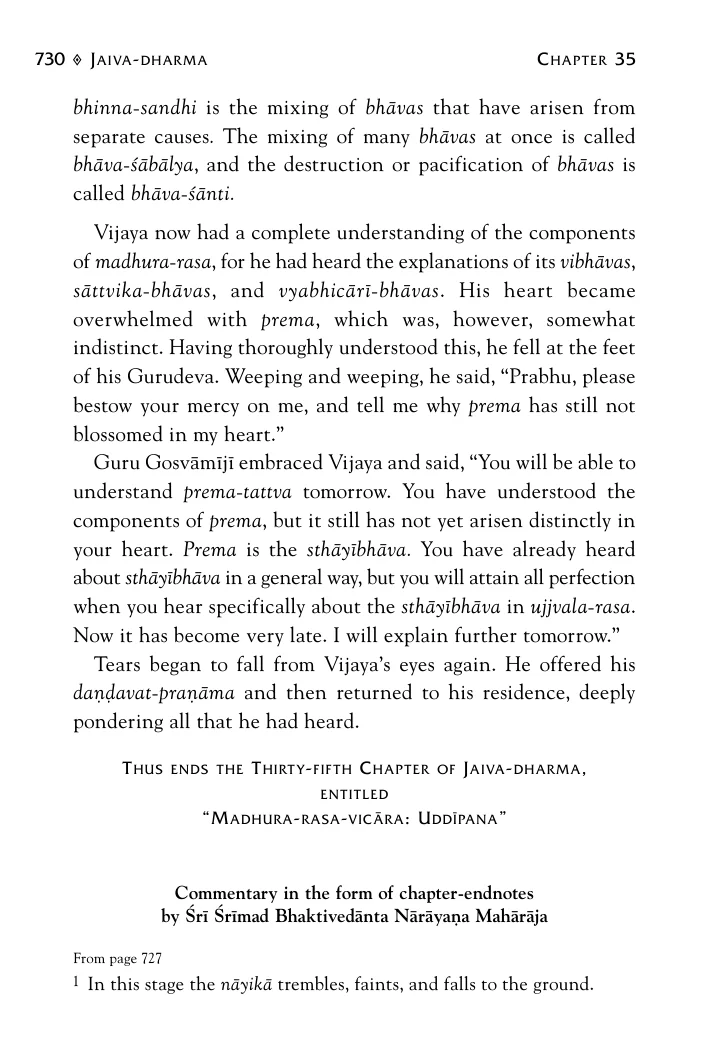 730 ◊ Jaiva-dharma Chapter 35
bhinna-sandhi is the mixing of bhāvas that have arisen from
separate causes. The mixing of many bhāvas at once is called
bhāva-śābālya, and the destruction or pacification of bhāvas is
called bhāva-śānti.
Vijaya now had a complete understanding of the components
of madhura-rasa, for he had heard the explanations of its vibhāvas,
sāttvika-bhāvas, and vyabhicārī-bhāvas. His heart became
overwhelmed with prema, which was, however, somewhat
indistinct. Having thoroughly understood this, he fell at the feet
of his Gurudeva. Weeping and weeping, he said, “Prabhu, please
bestow your mercy on me, and tell me why prema has still not
blossomed in my heart.”
Guru Gosvāmījī embraced Vijaya and said, “You will be able to
understand prema-tattva tomorrow. You have understood the
components of prema, but it still has not yet arisen distinctly in
your heart. Prema is the sthāyībhāva. You have already heard
about sthāyībhāva in a general way, but you will attain all perfection
when you hear specifically about the sthāyībhāva in ujjvala-rasa.
Now it has become very late. I will explain further tomorrow.”
Tears began to fall from Vijaya’s eyes again. He offered his
daṇḍavat-praṇāma and then returned to his residence, deeply
pondering all that he had heard.
Thus ends the Thirty-fifth Chapter of Jaiva-dharma,
entitled
“Madhura-rasa-vicāra: Uddīpana”
Commentary in the form of chapter-endnotes
by Śrī Śrīmad Bhaktivedānta Nārāyaṇa Mahārāja
From page 727
1 In this stage the nāyikā trembles, faints, and falls to the ground.